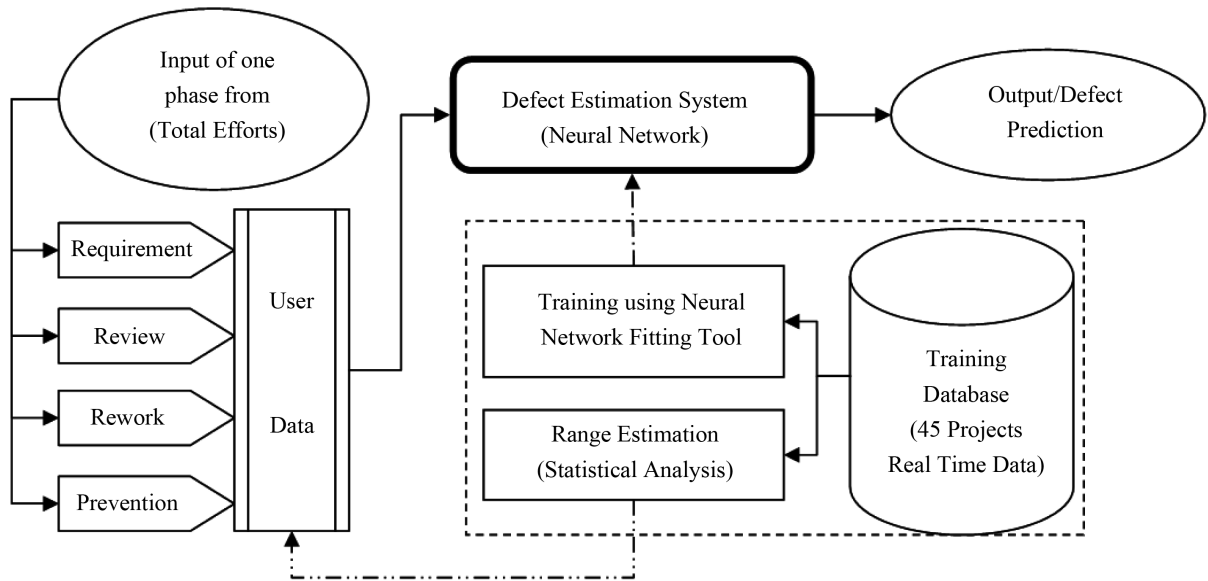 Input of one
phase from
(Total Efforts)
Requirement
Review
Rework
Prevention
User
Data
Defect Estimation System
(Neural Network)
Output/Defect
Prediction
Training using Neural
Network Fitting Tool
Range Estimation
(Statistical Analysis)
Training
Database
(45 Projects
Real Time Data)